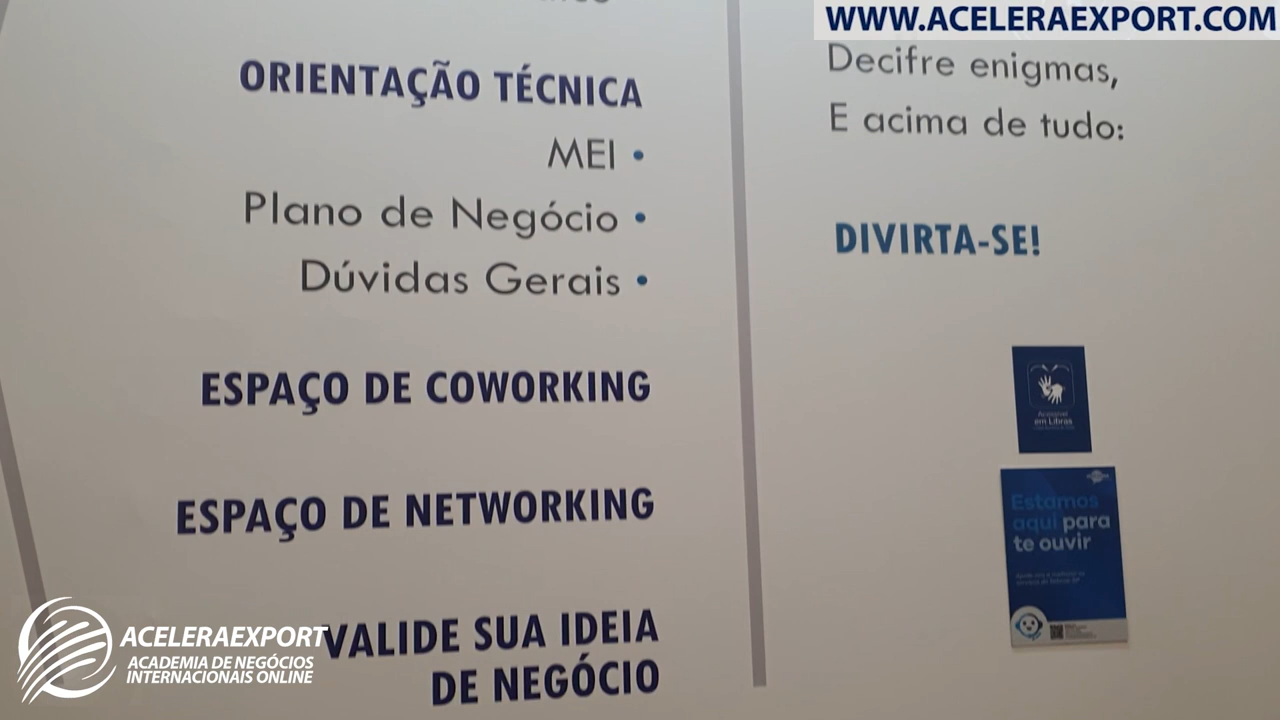 WWW.ACELERAEXPORT.COM
ORIENTAÇÃO TÉCNICA
MEI •
Plano de Negócio •
Dúvidas Gerais •
ESPAÇO DE COWORKING
ESPAÇO DE NETWORKING
VALIDE SUA IDEIA
DE NEGÓCIO
Decifre enigmas,
E acima de tudo:
DIVIRTA-SE!
Acessível
em Libras
Estamos
aqui para
te ouvir
ACELERAEXPORT
ACADEMIA DE NEGÓCIOS
INTERNACIONAIS ONLINE